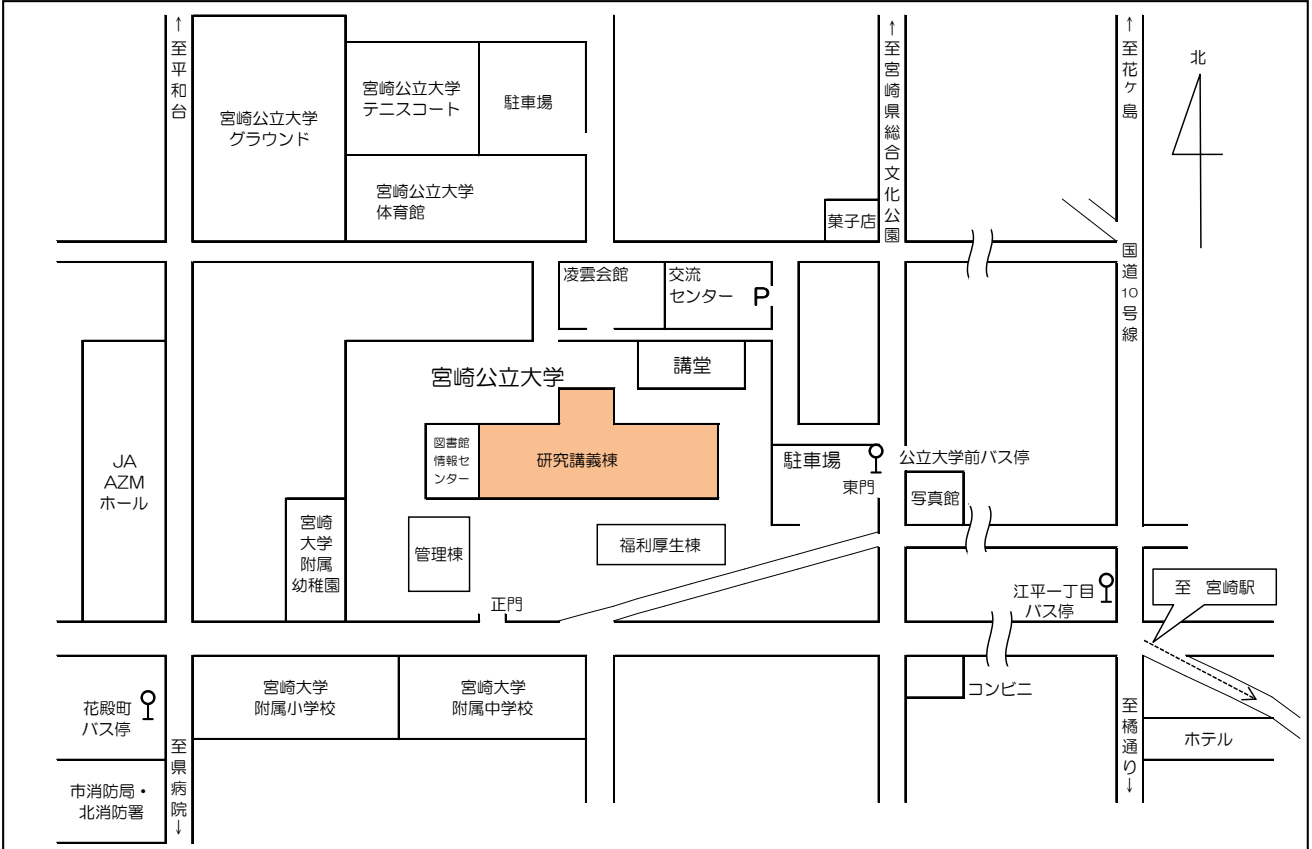 ↑至平和台
宮崎公立大学
グラウンド
宮崎公立大学
テニスコート
駐車場
宮崎公立大学
体育館
↑至宮崎県総合文化公園
菓子店
↑至花ヶ島
北
国道10号線
凌雲会館
交流
センター
P
講堂
宮崎公立大学
図書館
情報セ
ンター
研究講義棟
駐車場
東門
公立大学前バス停
写真館
JA
AZM
ホール
宮崎
大学
附属
幼稚園
管理棟
福利厚生棟
正門
江平一丁目
バス停
至 宮崎駅
花殿町
バス停
宮崎大学
附属小学校
宮崎大学
附属中学校
コンビニ
至橘通り↓
ホテル
至県病院↓
市消防局・
北消防署